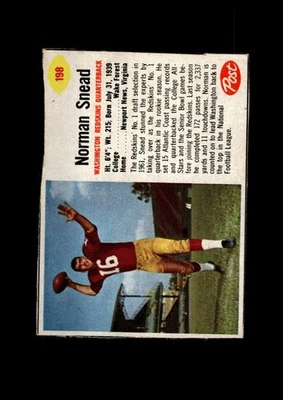 198
Norman Snead
WASHINGTON REDSKINS QUARTERBACK
Post
Ht. 6'4"; Wt. 215; Born July 31, 1939
College . . . . . . . . . Wake Forest
Home . . . . . Newport News, Virginia
The Redskins' No. 1 draft selection in
1961, Snead stunned the experts by
taking over as the Redskins' No. 1
quarterback in his rookie season. He
set 15 Atlantic Coast passing records
and quarterbacked the College All-
Stars and the Senior Bowl games be-
fore joining the Redskins. Last season
he completed 172 passes for 2,337
yards and 11 touchdowns. Norman is
counted on to lead Washington back to
the top in the National
Football League.
16